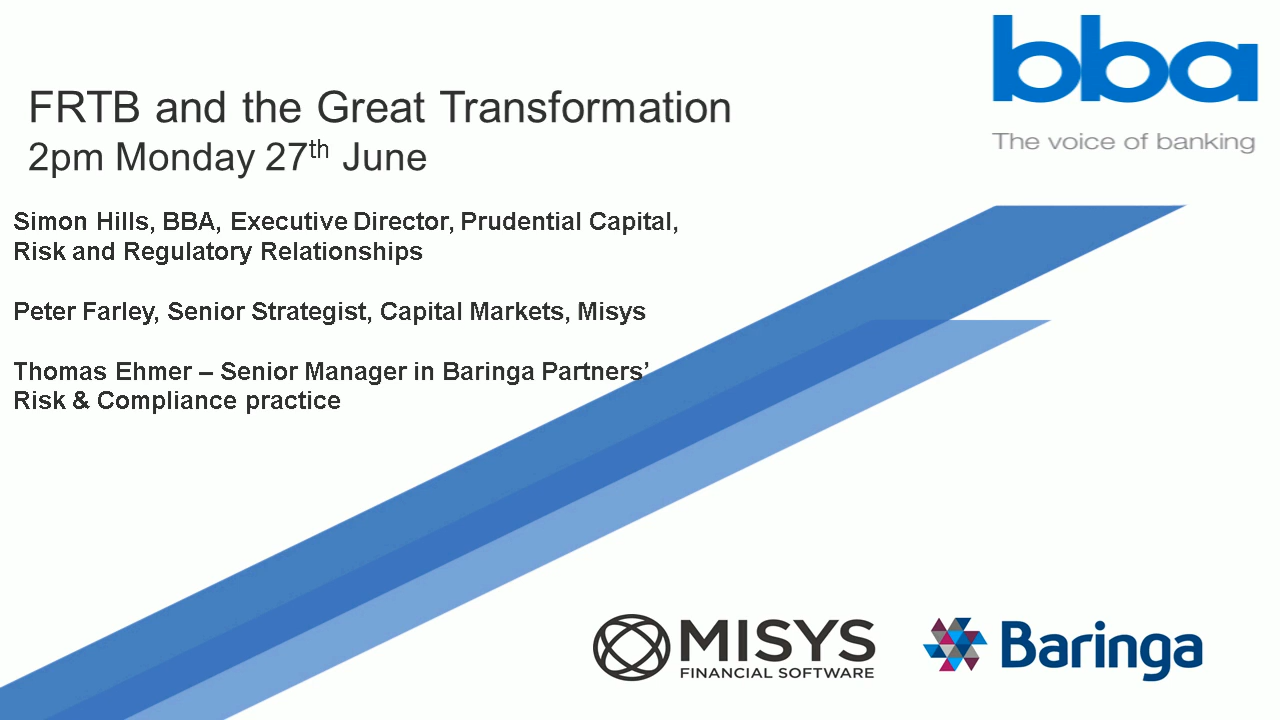 bba
The voice of banking
FRTB and the Great Transformation
2pm Monday 27th June
Simon Hills, BBA, Executive Director, Prudential Capital,
Risk and Regulatory Relationships
Peter Farley, Senior Strategist, Capital Markets, Misys
Thomas Ehmer – Senior Manager in Baringa Partners’
Risk & Compliance practice
MISYS
FINANCIAL SOFTWARE
Baringa